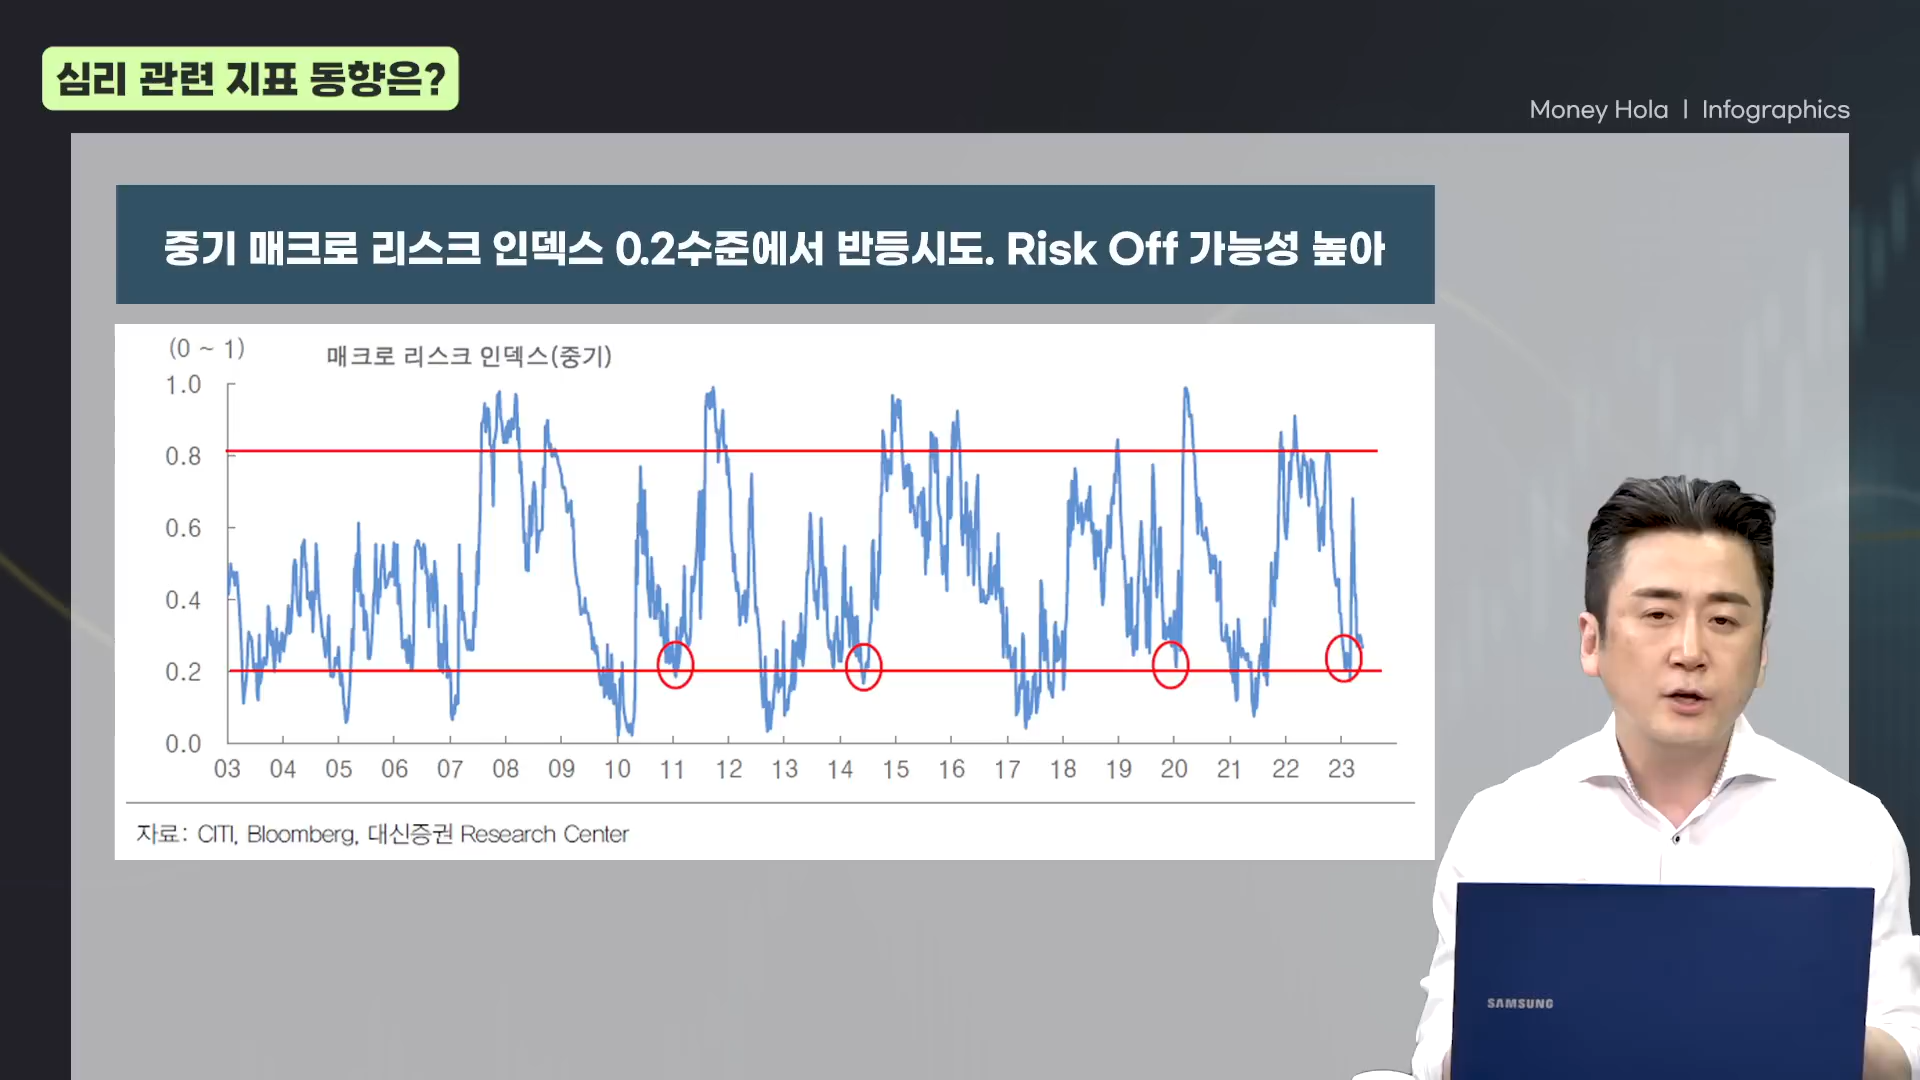 심리 관련 지표 동향은?
Money Hola | Infographics
중기 매크로 리스크 인덱스 0.2수준에서 반등시도. Risk Off 가능성 높아
(0 ~ 1)
매크로 리스크 인덱스(중기)
1.0
0.8
0.6
0.4
0.2
0.0
03 04 05 06 07 08 09 10 11 12 13 14 15 16 17 18 19 20 21 22 23
자료: CITI, Bloomberg, 대신증권 Research Center
SAMSUNG